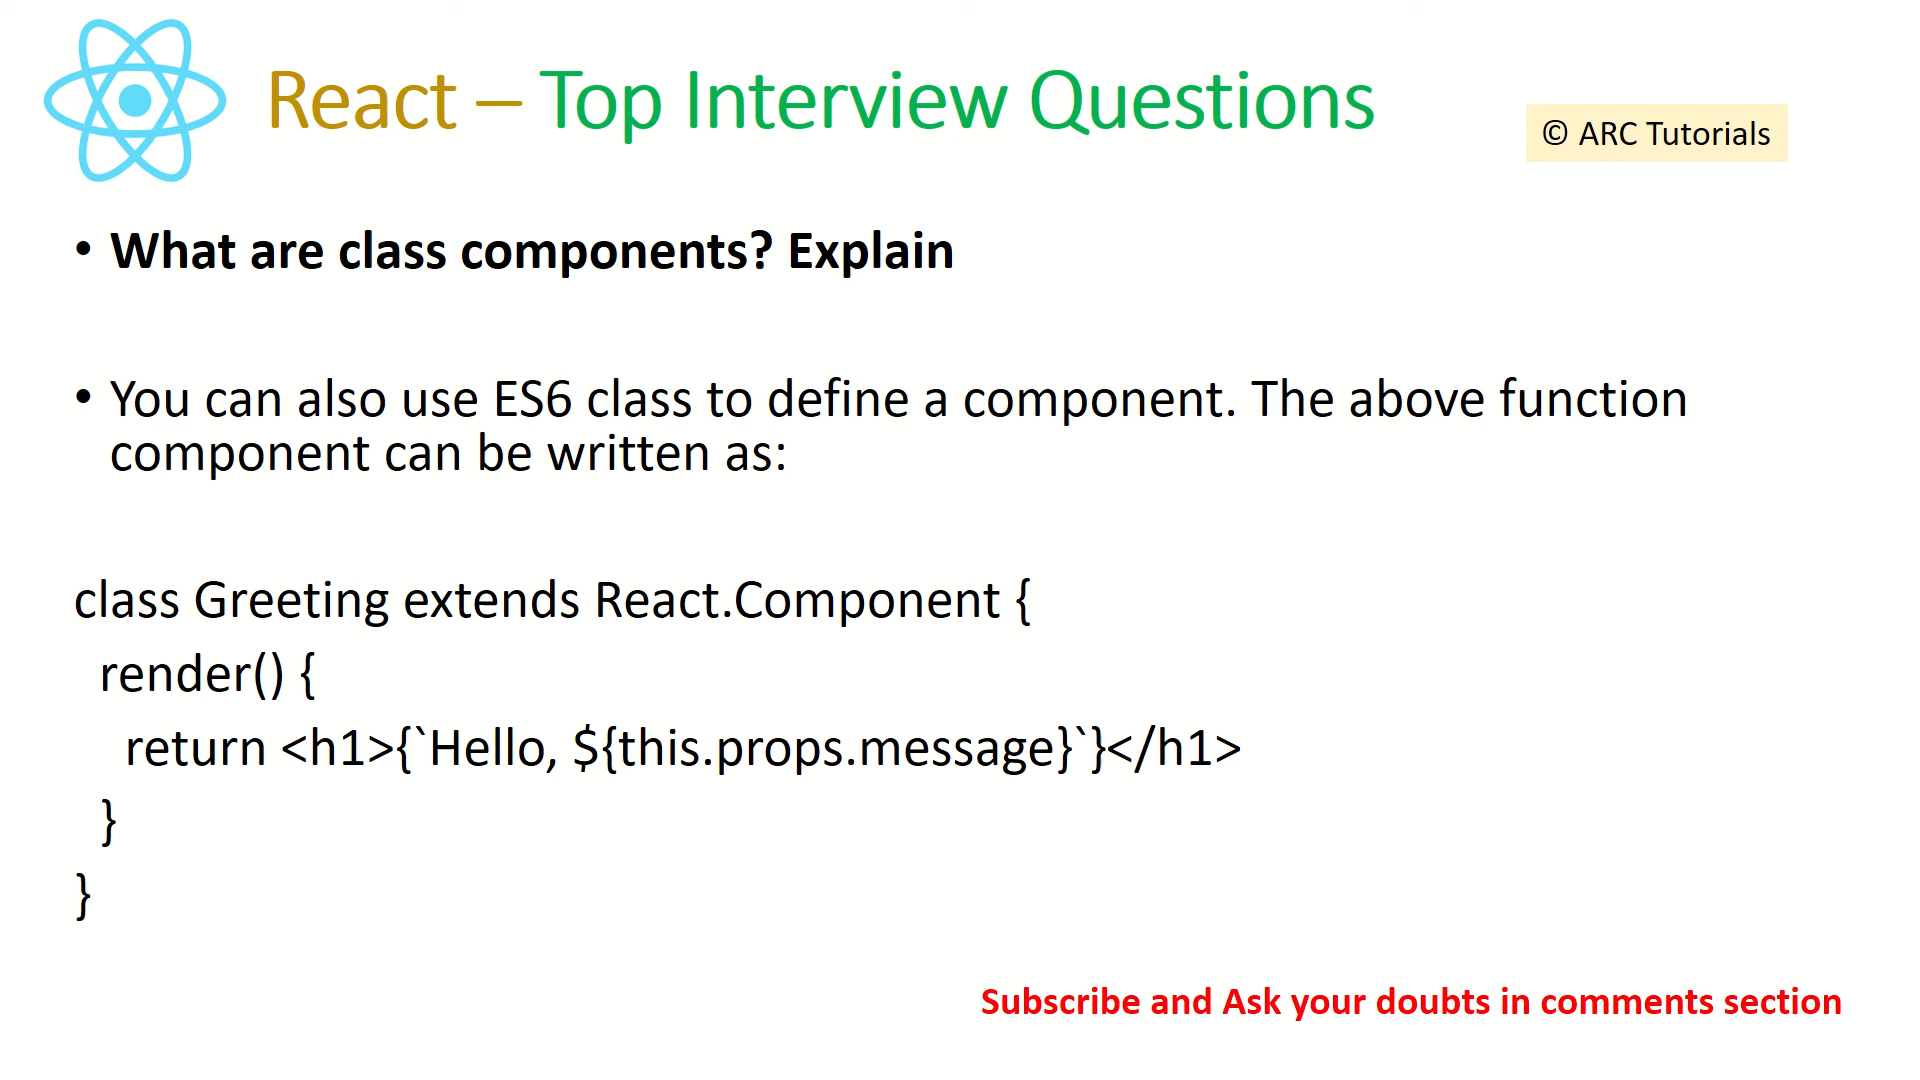 React – Top Interview Questions
© ARC Tutorials
• What are class components? Explain
• You can also use ES6 class to define a component. The above function
component can be written as:
class Greeting extends React.Component {
render() {
return <h1>{`Hello, ${this.props.message}`}</h1>
}
}
Subscribe and Ask your doubts in comments section